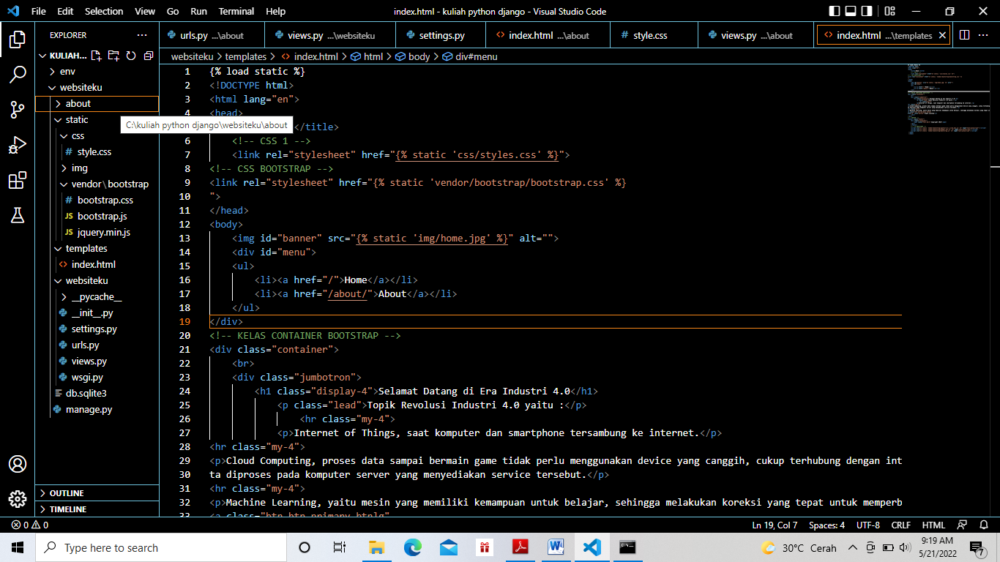 File Edit Selection View Go Run Terminal Help index.html - kuliah python django - Visual Studio Code
EXPLORER
urls.py ...\about views.py ...\websiteku settings.py index.html ...\about style.css views.py ...\about index.html ...\templates
websiteku > templates > index.html > html > body > div#menu
KULIAH...
env
websiteku
about
static
css
style.css
img
vendor\bootstrap
bootstrap.css
bootstrap.js
jquery.min.js
templates
index.html
websiteku
__pycache__
__init__.py
settings.py
urls.py
views.py
wsgi.py
db.sqlite3
manage.py
OUTLINE
TIMELINE
C:\kuliah python django\websiteku\about
1 {% load static %}
2 <!DOCTYPE html>
3 <html lang="en">
4 <head>
</title>
6 <!-- CSS 1 -->
7 <link rel="stylesheet" href="{% static 'css/styles.css' %}">
8 <!-- CSS BOOTSTRAP -->
9 <link rel="stylesheet" href="{% static 'vendor/bootstrap/bootstrap.css' %}
10 ">
11 </head>
12 <body>
13 <img id="banner" src="{% static 'img/home.jpg' %}" alt="">
14 <div id="menu">
15 <ul>
16 <li><a href="/">Home</a></li>
17 <li><a href="/about/">About</a></li>
18 </ul>
19 </div>
20 <!-- KELAS CONTAINER BOOTSTRAP -->
21 <div class="container">
22 <br>
23 <div class="jumbotron">
24 <h1 class="display-4">Selamat Datang di Era Industri 4.0</h1>
25 <p class="lead">Topik Revolusi Industri 4.0 yaitu :</p>
26 <hr class="my-4">
27 <p>Internet of Things, saat komputer dan smartphone tersambung ke internet.</p>
28 <hr class="my-4">
29 <p>Cloud Computing, proses data sampai bermain game tidak perlu menggunakan device yang canggih, cukup terhubung dengan int
30 ta diproses pada komputer server yang menyediakan service tersebut.</p>
31 <hr class="my-4">
32 <p>Machine Learning, yaitu mesin yang memiliki kemampuan untuk belajar, sehingga melakukan koreksi yang tepat untuk memperb
33 <a class="btn btn-primary btnlg"
0 0 Ln 19, Col 7 Spaces: 4 UTF-8 CRLF HTML
Type here to search 30°C Cerah 9:19 AM
5/21/2022
7